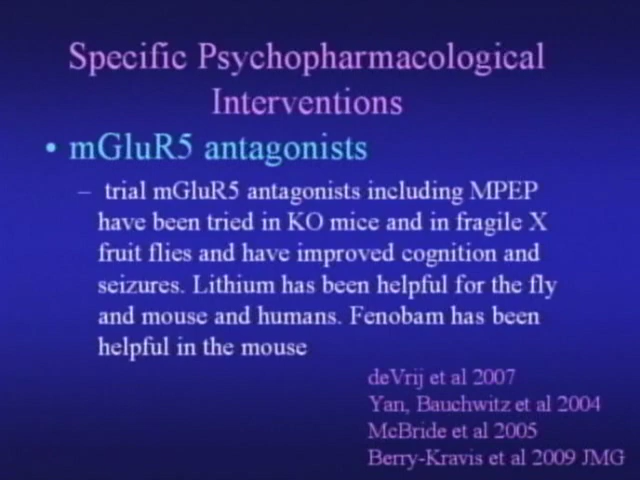 Specific Psychopharmacological
Interventions
• mGluR5 antagonists
– trial mGluR5 antagonists including MPEP
have been tried in KO mice and in fragile X
fruit flies and have improved cognition and
seizures. Lithium has been helpful for the fly
and mouse and humans. Fenobam has been
helpful in the mouse
deVrij et al 2007
Yan, Bauchwitz et al 2004
McBride et al 2005
Berry-Kravis et al 2009 JMG